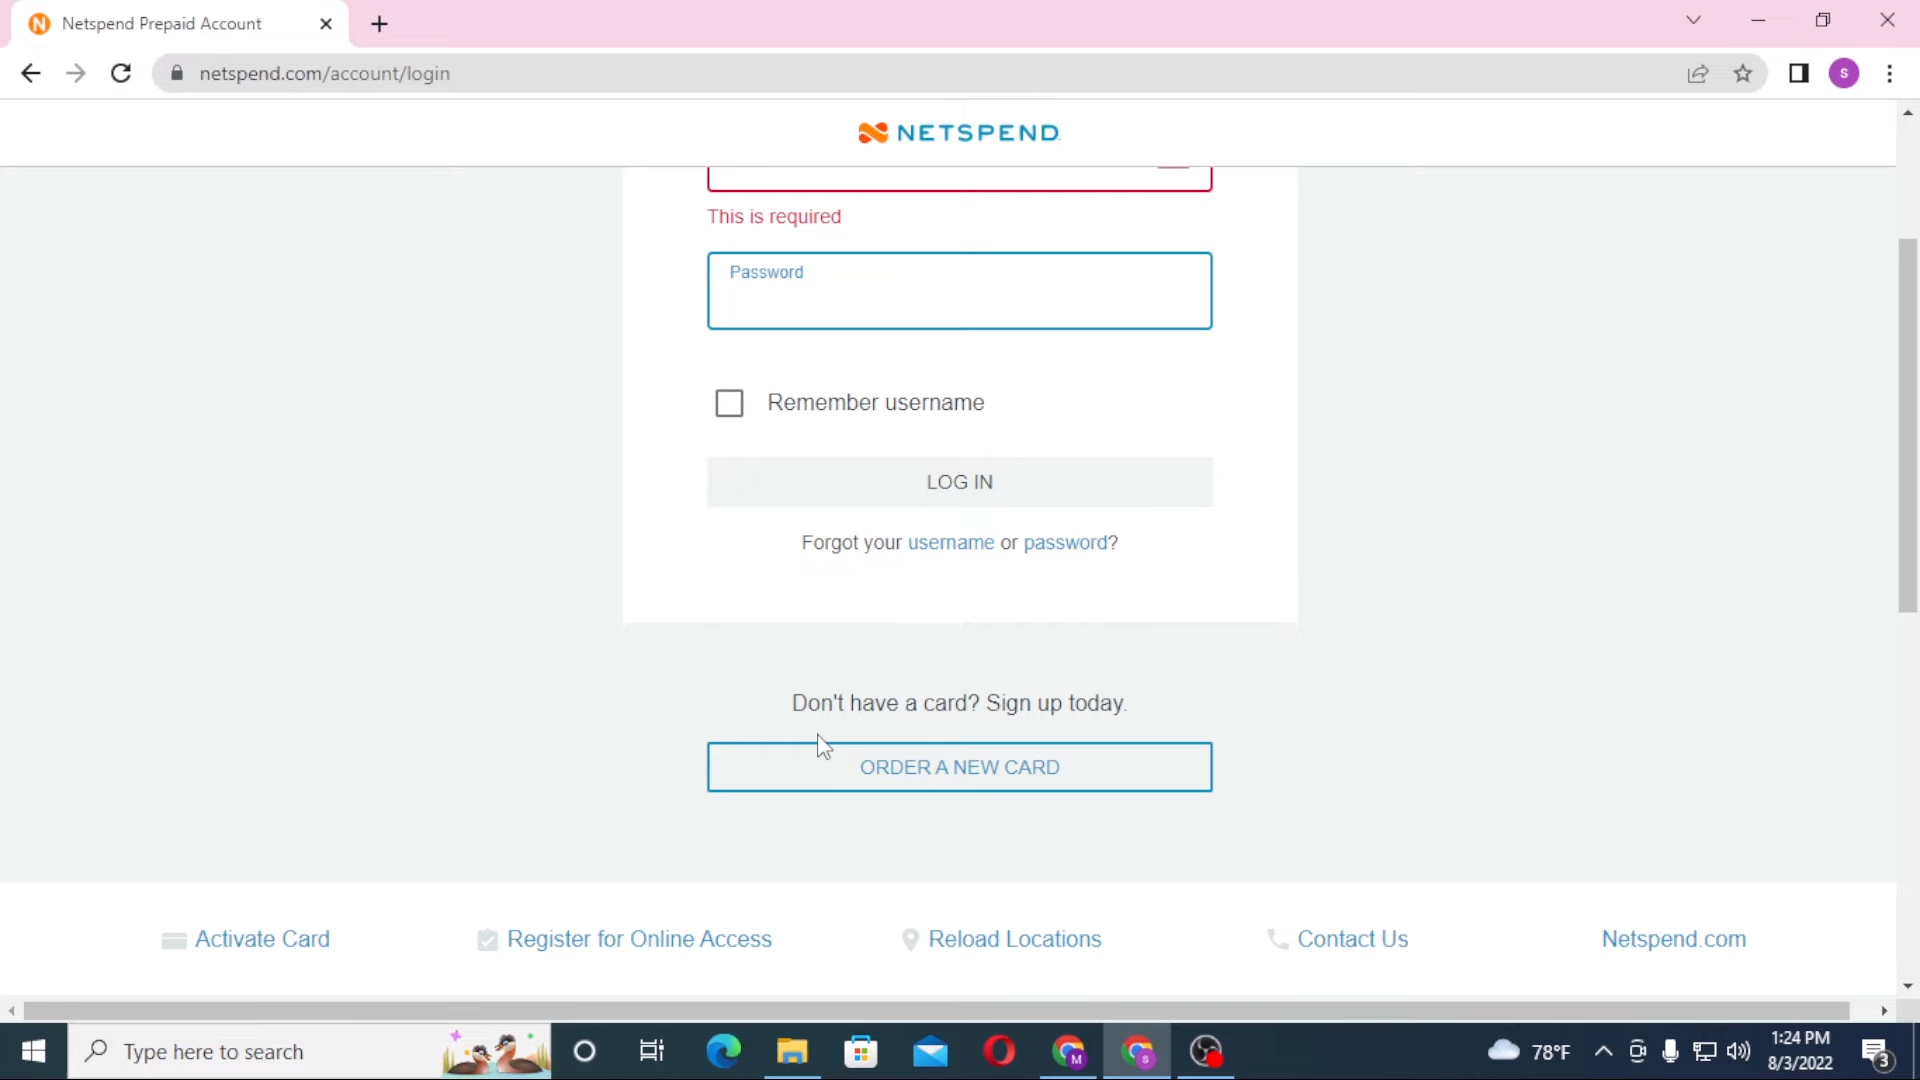 Netspend Prepaid Account
netspend.com/account/login
S
NETSPEND
This is required
Password
Remember username
LOG IN
Forgot your username or password?
Don't have a card? Sign up today.
ORDER A NEW CARD
Activate Card
Register for Online Access
Reload Locations
Contact Us
Netspend.com
Type here to search
M
S
78°F
1:24 PM
8/3/2022
3